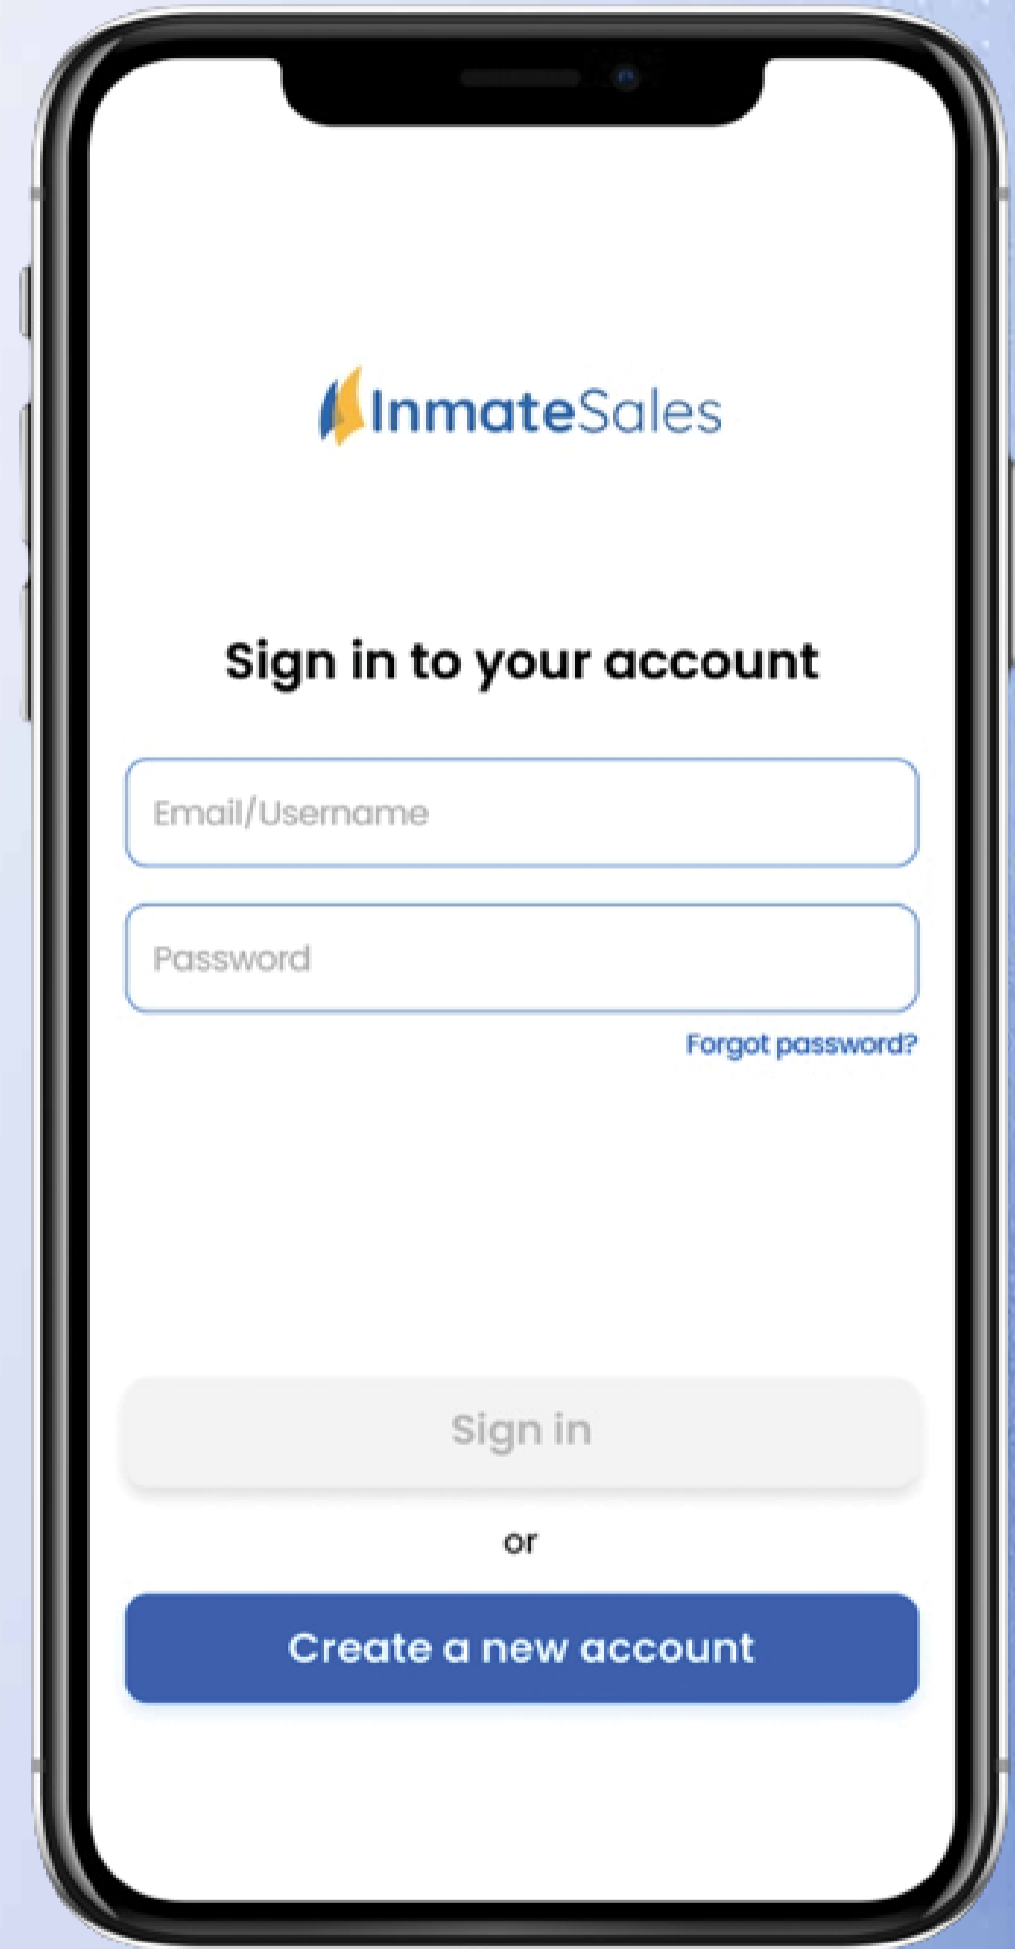 InmateSales
Sign in to your account
Email/Username
Password
Forgot password?
Sign in
or
Create a new account